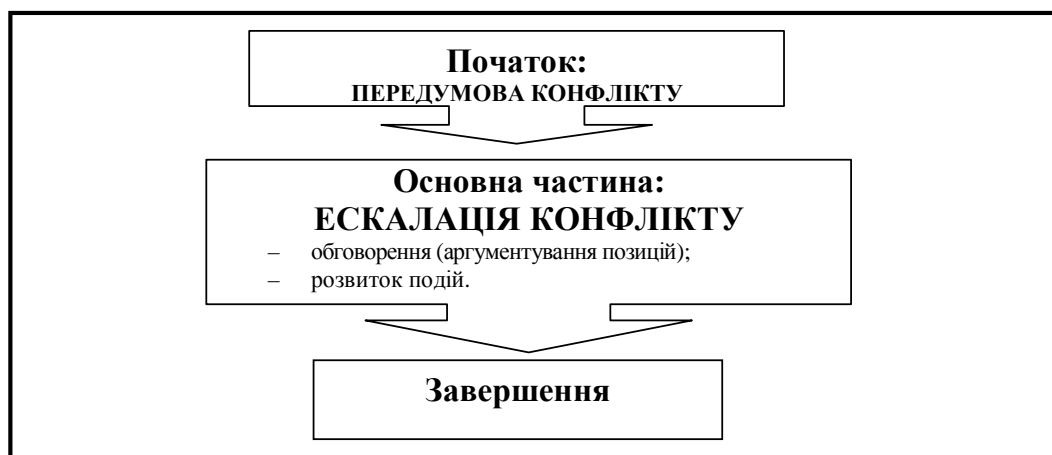 Початок:
ПЕРЕДУМОВА КОНФЛІКТУ
Основна частина:
ЕСКАЛАЦІЯ КОНФЛІКТУ
– обговорення (аргументування позицій);
– розвиток подій.
Завершення